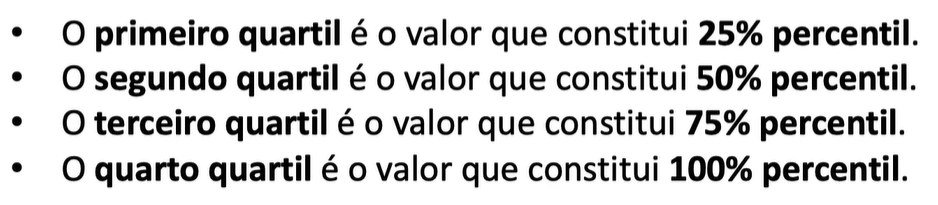 • O primeiro quartil é o valor que constitui 25% percentil.
• O segundo quartil é o valor que constitui 50% percentil.
• O terceiro quartil é o valor que constitui 75% percentil.
• O quarto quartil é o valor que constitui 100% percentil.